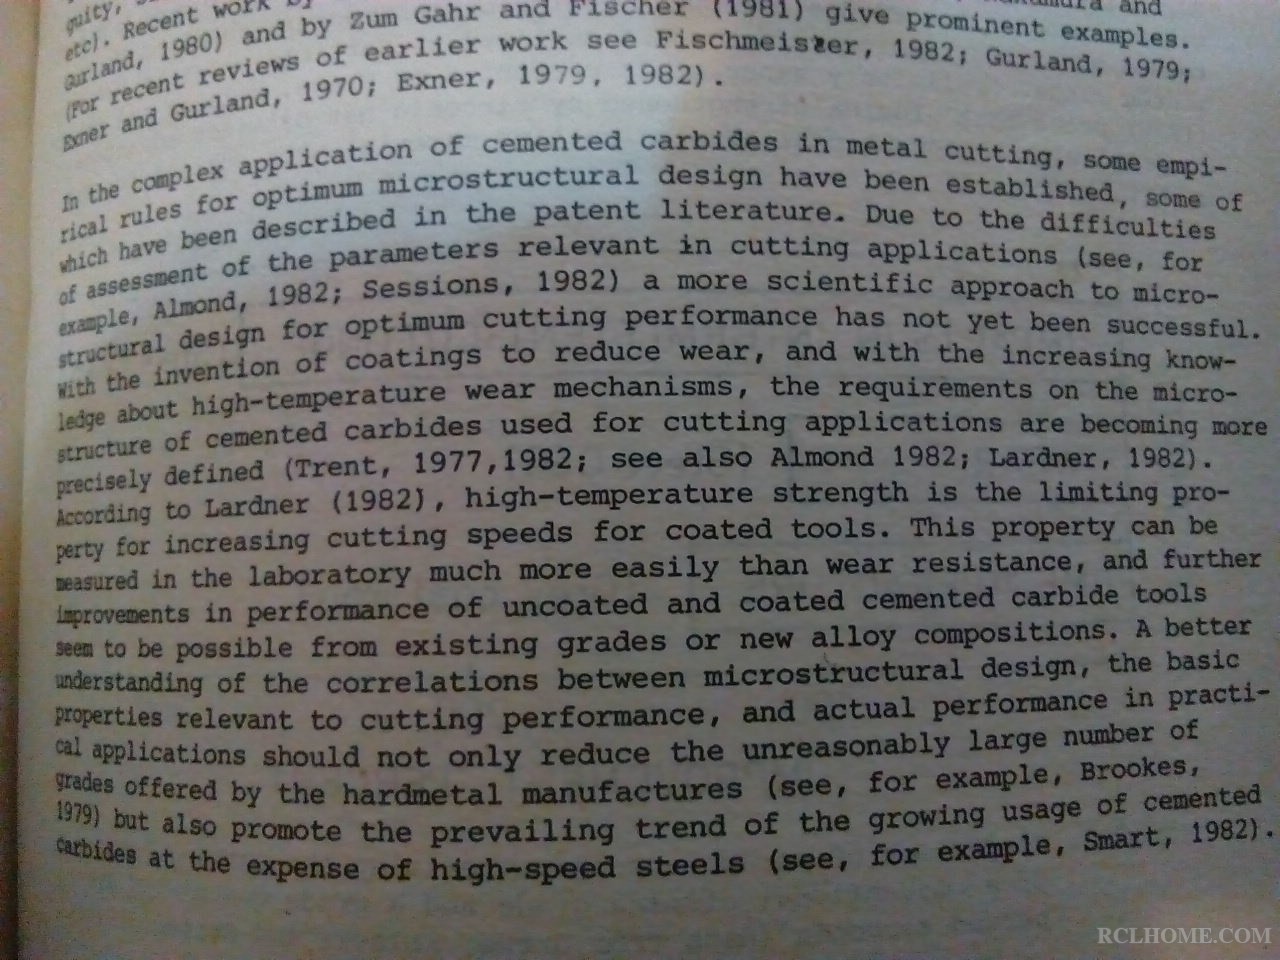 guity,
etc). Recent work by
Gurland, 1980) and by Zum Gahr and Fischer (1981) give prominent examples.
(For recent reviews of earlier work see Fischmeister, 1982; Gurland, 1979;
Exner and Gurland, 1970; Exner, 1979, 1982).
In the complex application of cemented carbides in metal cutting, some empi-
rical rules for optimum microstructural design have been established, some of
which have been described in the patent literature. Due to the difficulties
of assessment of the parameters relevant in cutting applications (see, for
example, Almond, 1982; Sessions, 1982) a more scientific approach to micro-
structural design for optimum cutting performance has not yet been successful.
With the invention of coatings to reduce wear, and with the increasing know-
ledge about high-temperature wear mechanisms, the requirements on the micro-
structure of cemented carbides used for cutting applications are becoming more
precisely defined (Trent, 1977,1982; see also Almond 1982; Lardner, 1982).
According to Lardner (1982), high-temperature strength is the limiting pro-
perty for increasing cutting speeds for coated tools. This property can be
measured in the laboratory much more easily than wear resistance, and further
improvements in performance of uncoated and coated cemented carbide tools
seem to be possible from existing grades or new alloy compositions. A better
understanding of the correlations between microstructural design, the basic
properties relevant to cutting performance, and actual performance in practi-
cal applications should not only reduce the unreasonably large number of
grades offered by the hardmetal manufactures (see, for example, Brookes,
1979) but also promote the prevailing trend of the growing usage of cemented
carbides at the expense of high-speed steels (see, for example, Smart, 1982).
RCLHOME.COM